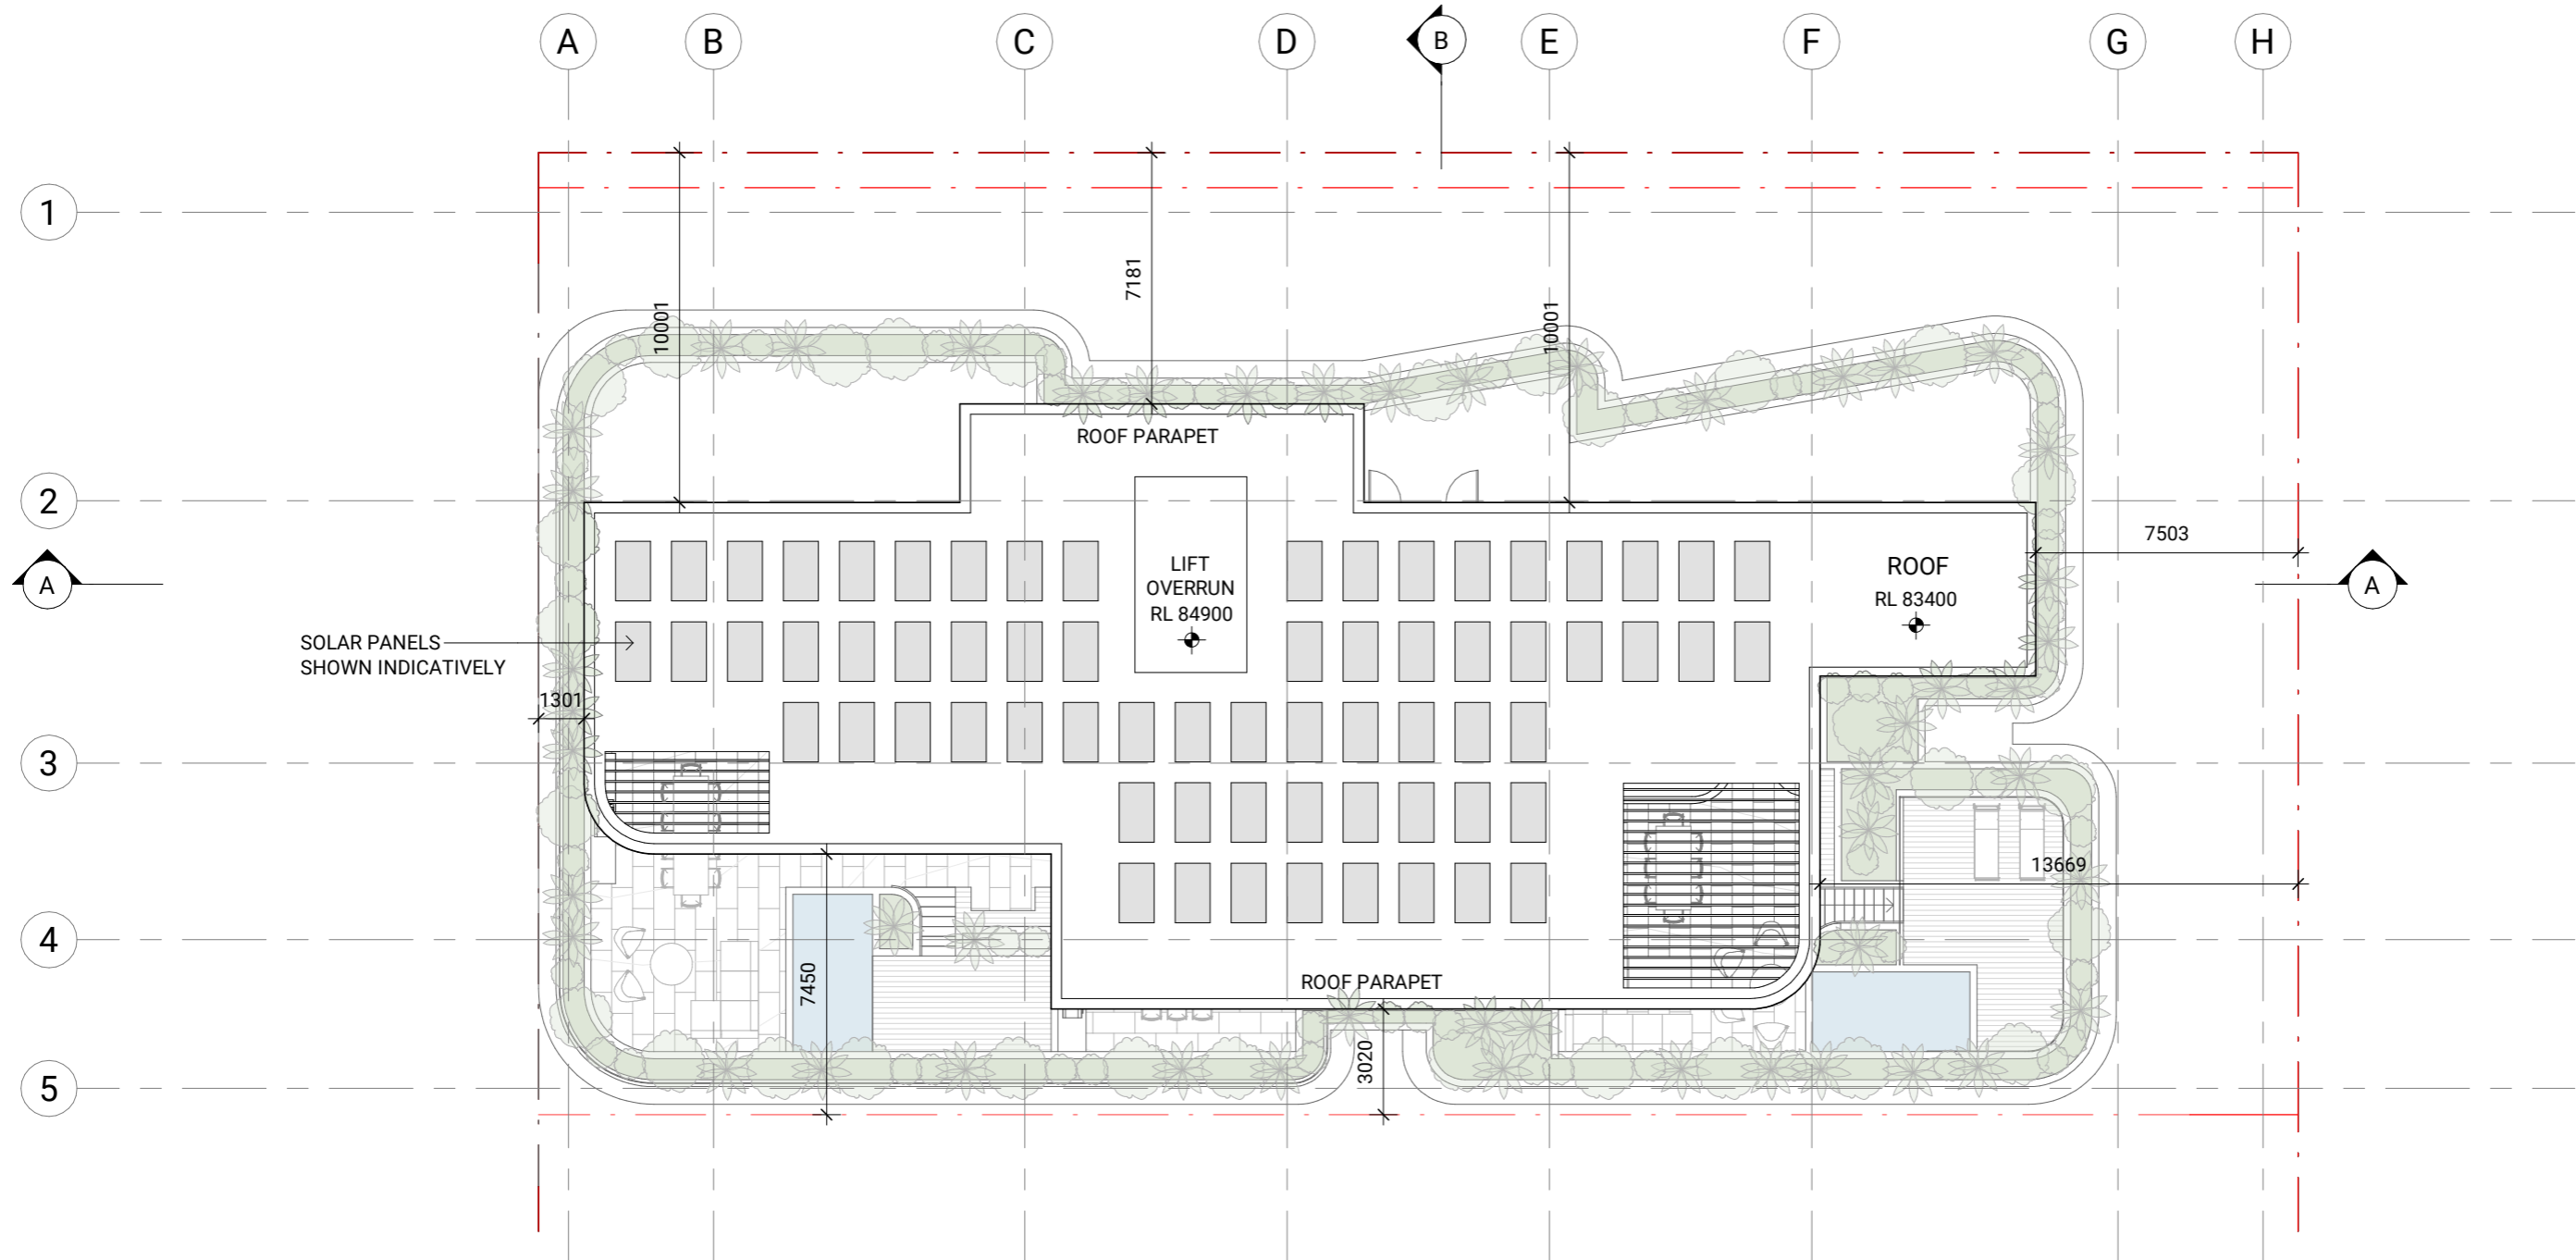 A
B
C
D
B
E
F
G
H
1
7181
10001
10001
ROOF PARAPET
2
7503
LIFT
OVERRUN
RL 84900
ROOF
RL 83400
A
A
SOLAR PANELS
SHOWN INDICATIVELY
1301
3
13669
4
7450
ROOF PARAPET
3020
5